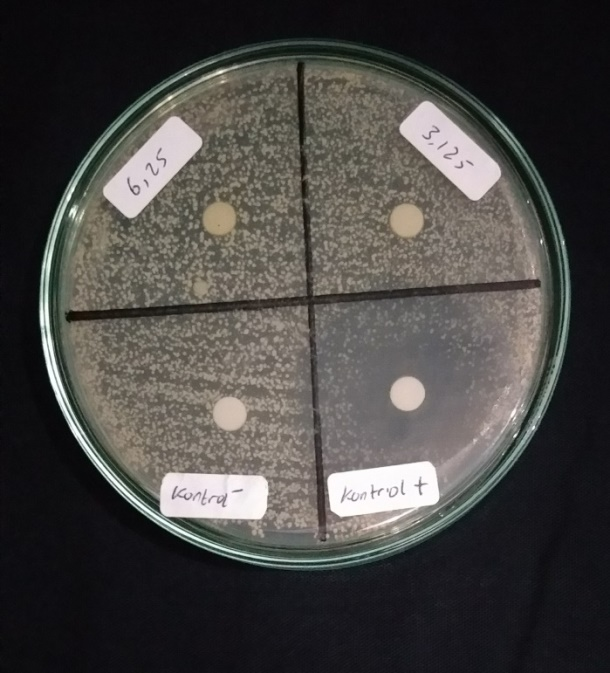 6,25
3,125
Kontrol -
Kontrol +